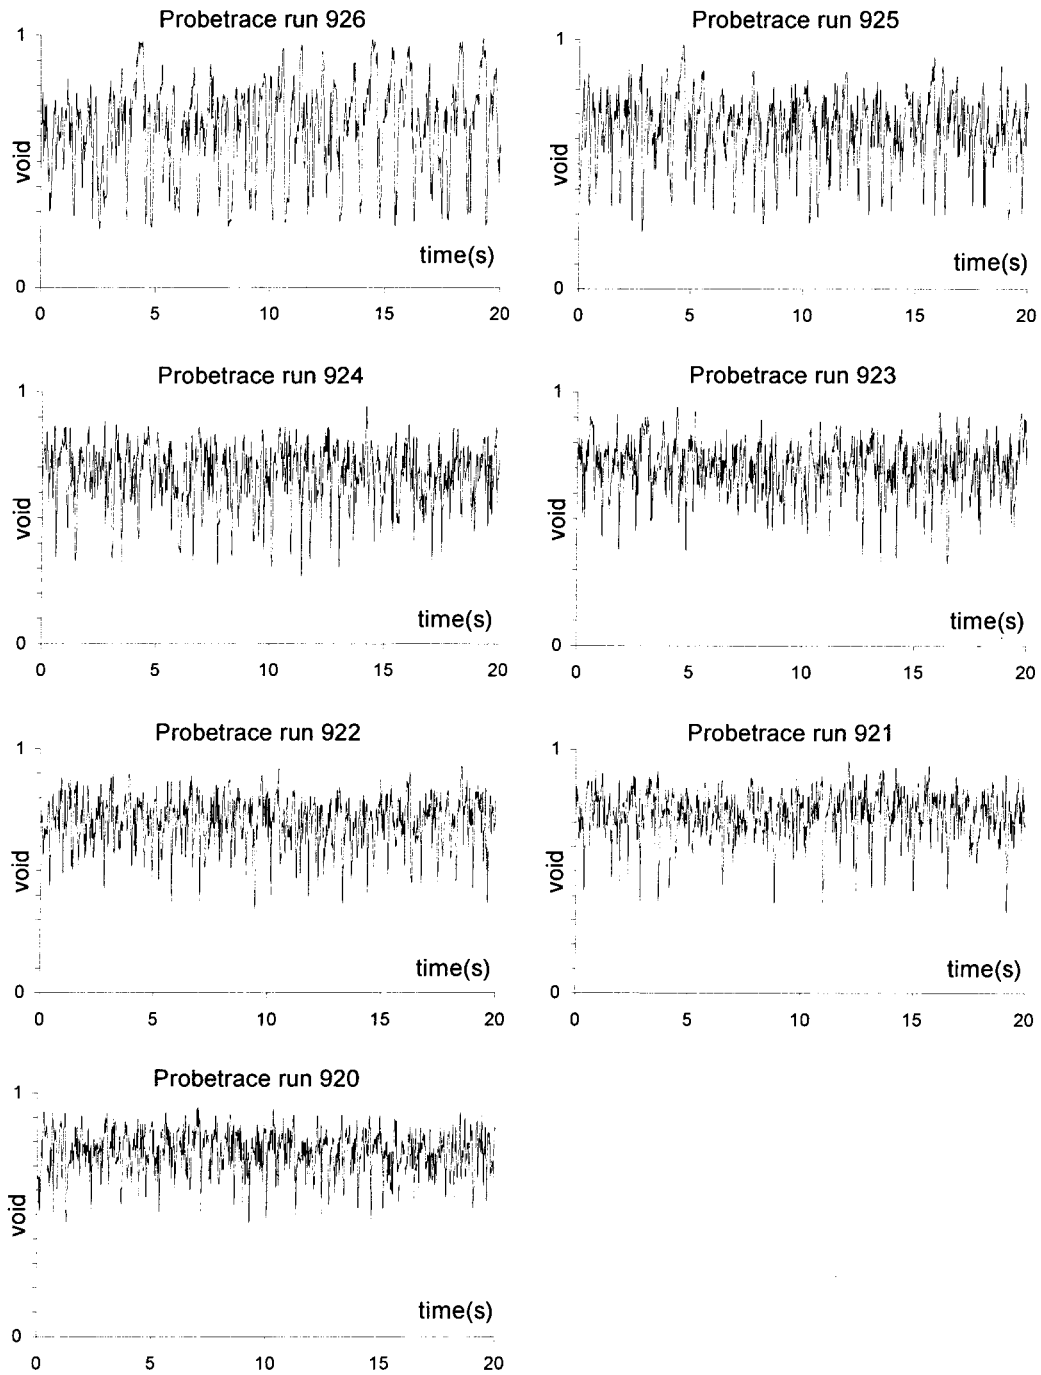 Probetrace run 926
1
void
time(s)
0
0 5 10 15 20
Probetrace run 925
1
void
time(s)
0
0 5 10 15 20
Probetrace run 924
1
void
time(s)
0
0 5 10 15 20
Probetrace run 923
1
void
time(s)
0
0 5 10 15 20
Probetrace run 922
1
void
time(s)
0
0 5 10 15 20
Probetrace run 921
1
void
time(s)
0
0 5 10 15 20
Probetrace run 920
1
void
time(s)
0
0 5 10 15 20